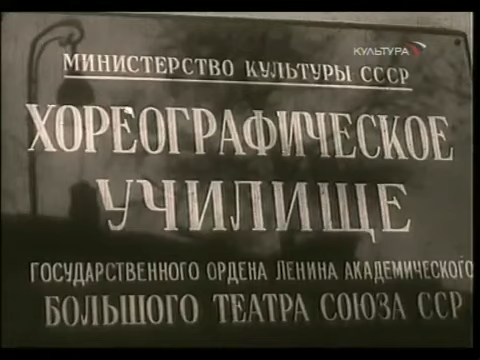 КУЛЬТУРА
МИНИСТЕРСТВО КУЛЬТУРЫ СССР
ХОРЕОГРАФИЧЕСКОЕ
УЧИЛИЩЕ
ГОСУДАРСТВЕННОГО ОРДЕНА ЛЕНИНА АКАДЕМИЧЕСКОГО
БОЛЬШОГО ТЕАТРА СОЮЗА ССР